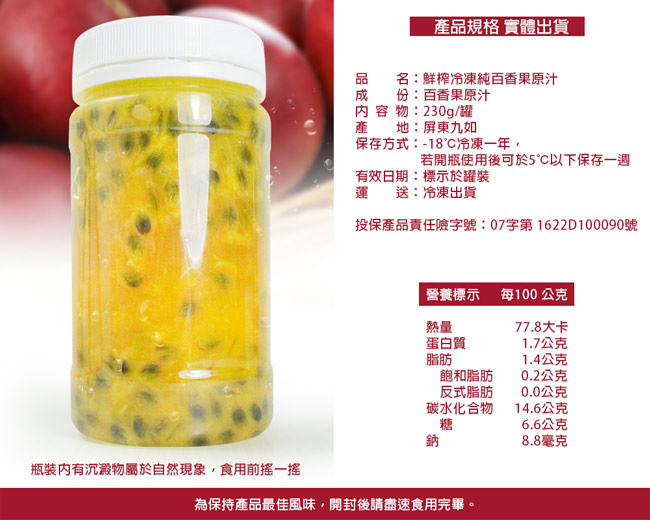 產品規格 實體出貨
品 名：鮮榨冷凍純百香果原汁
成 份：百香果原汁
內 容 物：230g/罐
產 地：屏東九如
保存方式：-18℃冷凍一年，
若開瓶使用後可於5℃以下保存一週
有效日期：標示於罐裝
運 送：冷凍出貨
投保產品責任險字號：07字第 1622D100090號
營養標示 每100 公克
熱量 77.8大卡
蛋白質 1.7公克
脂肪 1.4公克
飽和脂肪 0.2公克
反式脂肪 0.0公克
碳水化合物 14.6公克
糖 6.6公克
鈉 8.8毫克
瓶裝內有沉澱物屬於自然現象，食用前搖一搖
為保持產品最佳風味，開封後請盡速食用完畢。